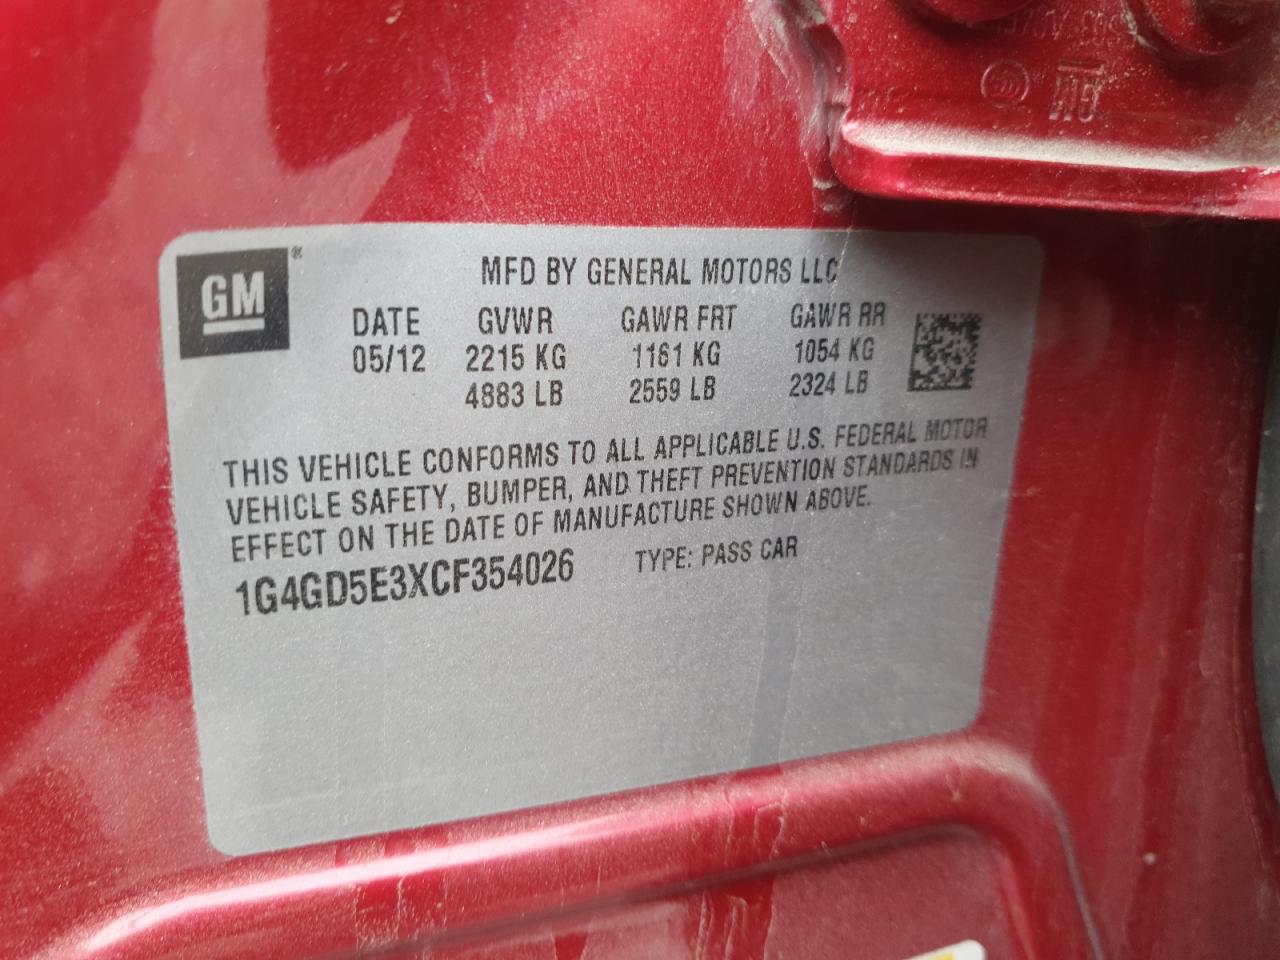 GM®
MFD BY GENERAL MOTORS LLC
DATE GVWR GAWR FRT GAWR RR
05/12 2215 KG 1161 KG 1054 KG
4883 LB 2559 LB 2324 LB
THIS VEHICLE CONFORMS TO ALL APPLICABLE U.S. FEDERAL MOTOR
VEHICLE SAFETY, BUMPER, AND THEFT PREVENTION STANDARDS IN
EFFECT ON THE DATE OF MANUFACTURE SHOWN ABOVE.
1G4GD5E3XCF354026 TYPE: PASS CAR